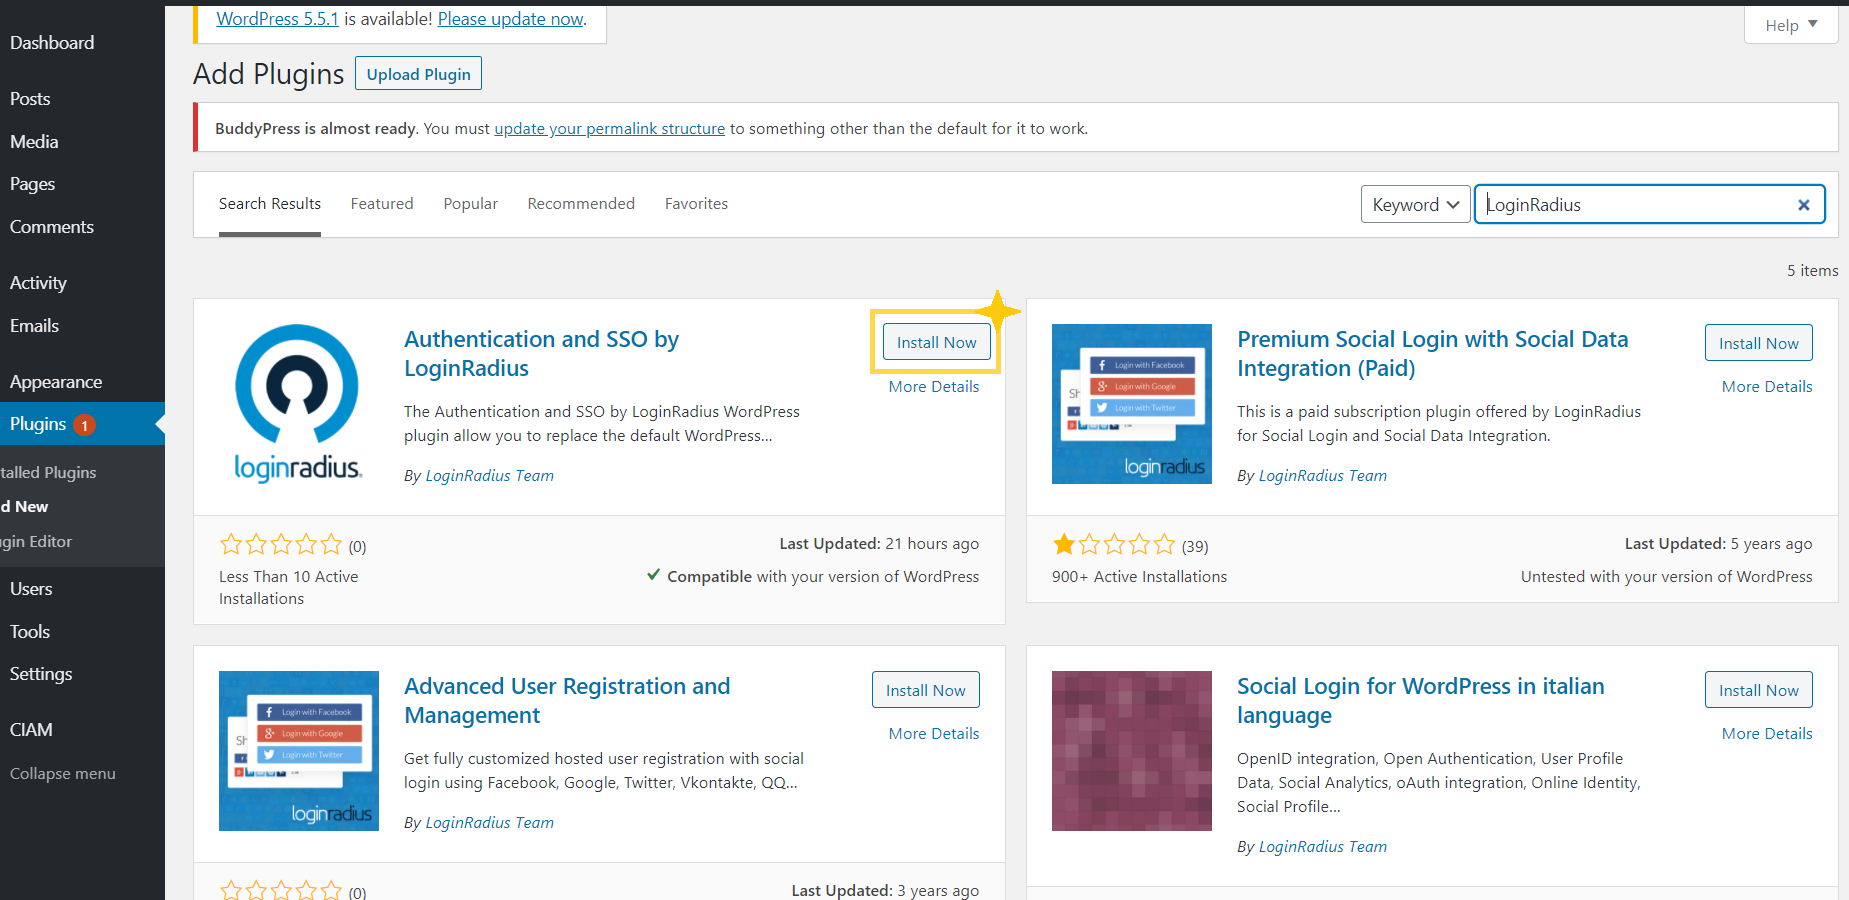 WordPress 5.5.1 is available! Please update now.
Help
Dashboard
Posts
Media
Pages
Comments
Activity
Emails
Appearance
Plugins 1
talled Plugins
d New
gin Editor
Users
Tools
Settings
CIAM
Collapse menu
Add Plugins
Upload Plugin
BuddyPress is almost ready. You must update your permalink structure to something other than the default for it to work.
Search Results Featured Popular Recommended Favorites
Keyword
LoginRadius
5 items
loginradius
Authentication and SSO by
LoginRadius
Install Now
More Details
The Authentication and SSO by LoginRadius WordPress
plugin allow you to replace the default WordPress...
By LoginRadius Team
(0)
Less Than 10 Active
Installations
Last Updated: 21 hours ago
Compatible with your version of WordPress
Sh
f Login with Facebook
g+ Login with Google
Login with Twitter
loginradius
Premium Social Login with Social Data
Integration (Paid)
Install Now
More Details
This is a paid subscription plugin offered by LoginRadius
for Social Login and Social Data Integration.
By LoginRadius Team
(39)
900+ Active Installations
Last Updated: 5 years ago
Untested with your version of WordPress
Sh
f Login with Facebook
g+ Login with Google
Login with Twitter
loginradius
Advanced User Registration and
Management
Install Now
More Details
Get fully customized hosted user registration with social
login using Facebook, Google, Twitter, Vkontakte, QQ...
By LoginRadius Team
(0)
Last Updated: 3 years ago
Social Login for WordPress in italian
language
Install Now
More Details
OpenID integration, Open Authentication, User Profile
Data, Social Analytics, oAuth integration, Online Identity,
Social Profile...
By LoginRadius Team